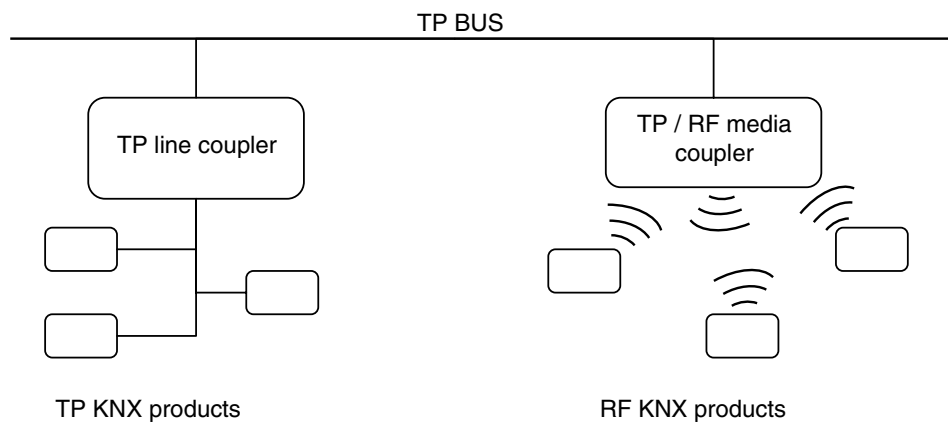 TP BUS
TP line coupler
TP / RF media
coupler
TP KNX products
RF KNX products